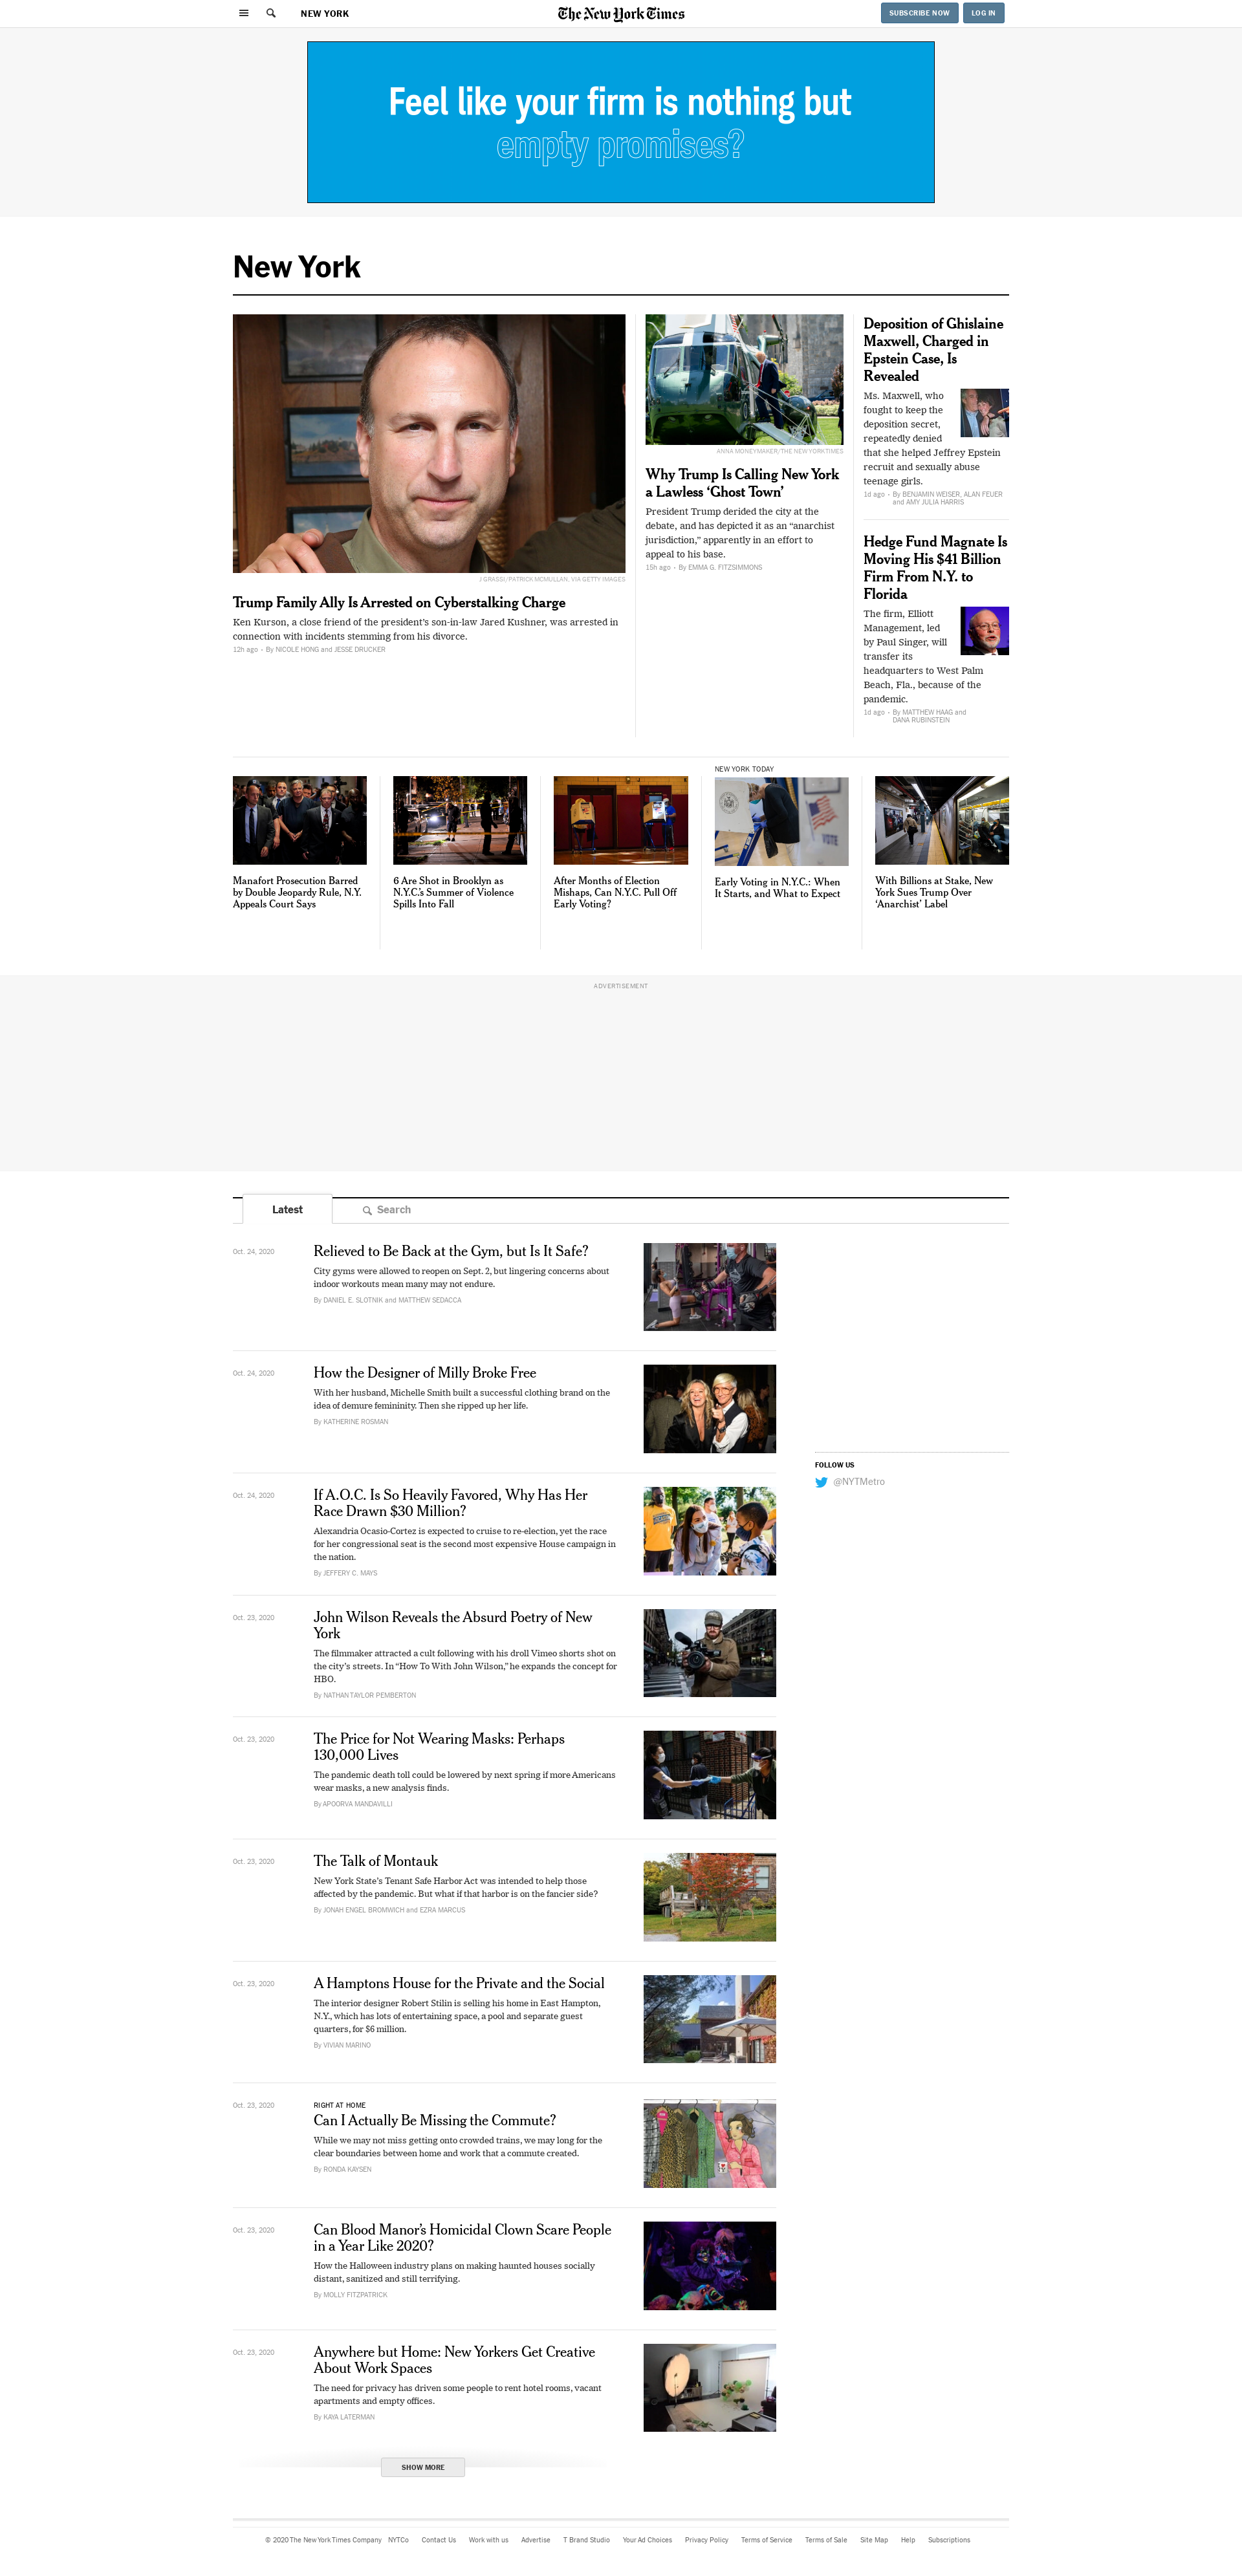 NEW YORK
The New York Times
SUBSCRIBE NOW
LOG IN
Feel like your firm is nothing but
empty promises?
New York
J GRASSI/PATRICK MCMULLAN, VIA GETTY IMAGES
Trump Family Ally Is Arrested on Cyberstalking Charge
Ken Kurson, a close friend of the president's son-in-law Jared Kushner, was arrested in
connection with incidents stemming from his divorce.
12h ago • By NICOLE HONG and JESSE DRUCKER
ANNA MONEYMAKER/THE NEW YORK TIMES
Why Trump Is Calling New York
a Lawless ‘Ghost Town’
President Trump derided the city at the
debate, and has depicted it as an “anarchist
jurisdiction,” apparently in an effort to
appeal to his base.
15h ago • By EMMA G. FITZSIMMONS
Deposition of Ghislaine
Maxwell, Charged in
Epstein Case, Is
Revealed
Ms. Maxwell, who
fought to keep the
deposition secret,
repeatedly denied
that she helped Jeffrey Epstein
recruit and sexually abuse
teenage girls.
1d ago • By BENJAMIN WEISER, ALAN FEUER
and AMY JULIA HARRIS
Hedge Fund Magnate Is
Moving His $41 Billion
Firm From N.Y. to
Florida
The firm, Elliott
Management, led
by Paul Singer, will
transfer its
headquarters to West Palm
Beach, Fla., because of the
pandemic.
1d ago • By MATTHEW HAAG and
DANA RUBINSTEIN
Manafort Prosecution Barred
by Double Jeopardy Rule, N.Y.
Appeals Court Says
6 Are Shot in Brooklyn as
N.Y.C.’s Summer of Violence
Spills Into Fall
After Months of Election
Mishaps, Can N.Y.C. Pull Off
Early Voting?
NEW YORK TODAY
Early Voting in N.Y.C.: When
It Starts, and What to Expect
With Billions at Stake, New
York Sues Trump Over
‘Anarchist’ Label
ADVERTISEMENT
Latest
Search
Oct. 24, 2020
Relieved to Be Back at the Gym, but Is It Safe?
City gyms were allowed to reopen on Sept. 2, but lingering concerns about
indoor workouts mean many may not endure.
By DANIEL E. SLOTNIK and MATTHEW SEDACCA
Oct. 24, 2020
How the Designer of Milly Broke Free
With her husband, Michelle Smith built a successful clothing brand on the
idea of demure femininity. Then she ripped up her life.
By KATHERINE ROSMAN
FOLLOW US
@NYTMetro
Oct. 24, 2020
If A.O.C. Is So Heavily Favored, Why Has Her
Race Drawn $30 Million?
Alexandria Ocasio-Cortez is expected to cruise to re-election, yet the race
for her congressional seat is the second most expensive House campaign in
the nation.
By JEFFERY C. MAYS
Oct. 23, 2020
John Wilson Reveals the Absurd Poetry of New
York
The filmmaker attracted a cult following with his droll Vimeo shorts shot on
the city’s streets. In “How To With John Wilson,” he expands the concept for
HBO.
By NATHAN TAYLOR PEMBERTON
Oct. 23, 2020
The Price for Not Wearing Masks: Perhaps
130,000 Lives
The pandemic death toll could be lowered by next spring if more Americans
wear masks, a new analysis finds.
By APOORVA MANDAVILLI
Oct. 23, 2020
The Talk of Montauk
New York State’s Tenant Safe Harbor Act was intended to help those
affected by the pandemic. But what if that harbor is on the fancier side?
By JONAH ENGEL BROMWICH and EZRA MARCUS
Oct. 23, 2020
A Hamptons House for the Private and the Social
The interior designer Robert Stilin is selling his home in East Hampton,
N.Y., which has lots of entertaining space, a pool and separate guest
quarters, for $6 million.
By VIVIAN MARINO
Oct. 23, 2020
RIGHT AT HOME
Can I Actually Be Missing the Commute?
While we may not miss getting onto crowded trains, we may long for the
clear boundaries between home and work that a commute created.
By RONDA KAYSEN
Oct. 23, 2020
Can Blood Manor’s Homicidal Clown Scare People
in a Year Like 2020?
How the Halloween industry plans on making haunted houses socially
distant, sanitized and still terrifying.
By MOLLY FITZPATRICK
Oct. 23, 2020
Anywhere but Home: New Yorkers Get Creative
About Work Spaces
The need for privacy has driven some people to rent hotel rooms, vacant
apartments and empty offices.
By KAYA LATERMAN
SHOW MORE
© 2020 The New York Times Company NYTCo Contact Us Work with us Advertise T Brand Studio Your Ad Choices Privacy Policy Terms of Service Terms of Sale Site Map Help Subscriptions